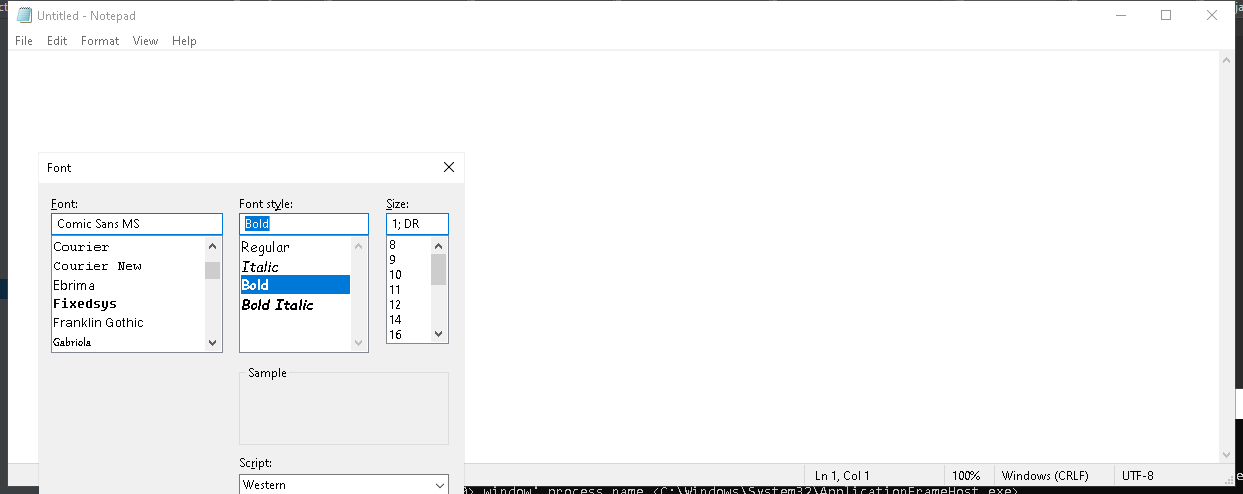 Untitled - Notepad
File Edit Format View Help
Font
Font: Font style: Size:
Comic Sans MS Bold 1; DR
Courier Regular 8
Courier New Italic 9
Ebrima Bold 10
Fixedsys Bold Italic 11
Franklin Gothic 12
Gabriola 14
16
Sample
Script:
Western
Ln 1, Col 1 100% Windows (CRLF) UTF-8
window' process name <C:\Windows\System32\ApplicationFrameHost.exe>